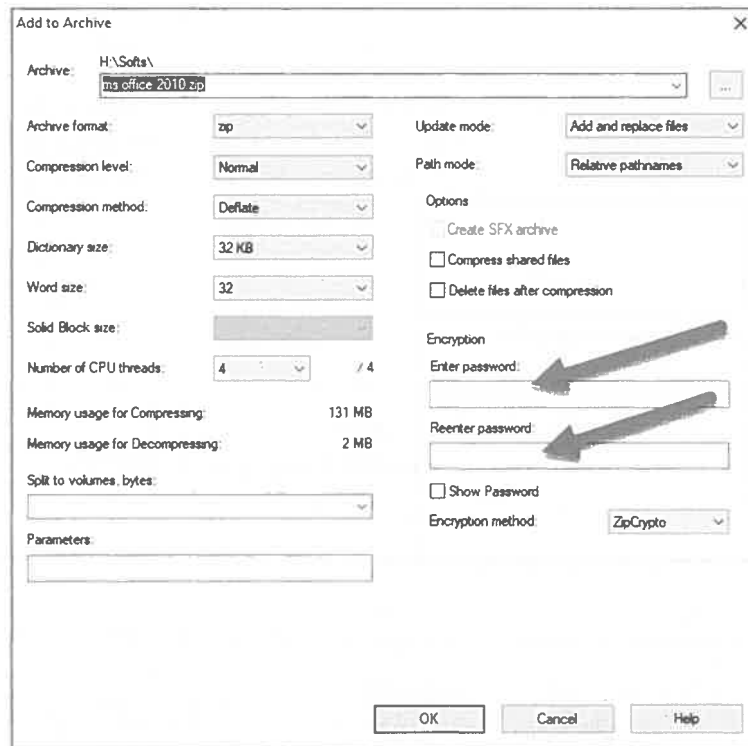 Add to Archive
Archive:
H:\Softs\
ms office 2010 zip
...
Archive format:
zip
Compression level:
Normal
Compression method:
Deflate
Dictionary size:
32 KB
Word size:
32
Solid Block size:
Number of CPU threads:
4
/ 4
Memory usage for Compressing:
131 MB
Memory usage for Decompressing:
2 MB
Split to volumes, bytes:
Parameters:
Update mode:
Add and replace files
Path mode:
Relative pathnames
Options
Create SFX archive
Compress shared files
Delete files after compression
Encryption
Enter password:
Reenter password:
Show Password
Encryption method:
ZipCrypto
OK
Cancel
Help